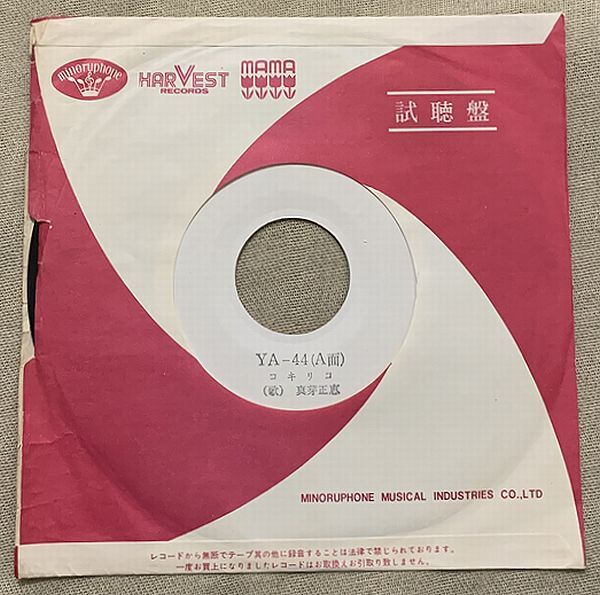 minoruphone
HARVEST
RECORDS
MAMA
試聴盤
YA-44(A面)
コキリコ
(歌) 真芽正惠
MINORUPHONE MUSICAL INDUSTRIES CO.,LTD
レコードから無断でテープ其の他に録音することは法律で禁じられております。
一度お買上になりましたレコードはお取換えお引取り致しません。